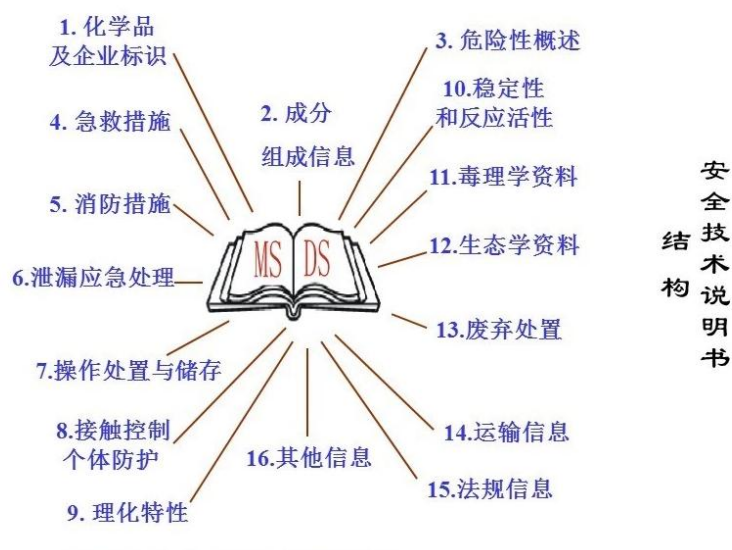 1. 化学品
及企业标识
2. 成分
组成信息
3. 危险性概述
4. 急救措施
5. 消防措施
6.泄漏应急处理
7.操作处置与储存
8.接触控制
个体防护
9. 理化特性
10.稳定性
和反应活性
11.毒理学资料
12.生态学资料
13.废弃处置
14.运输信息
15.法规信息
16.其他信息
MS DS
安全技术说明书
结构